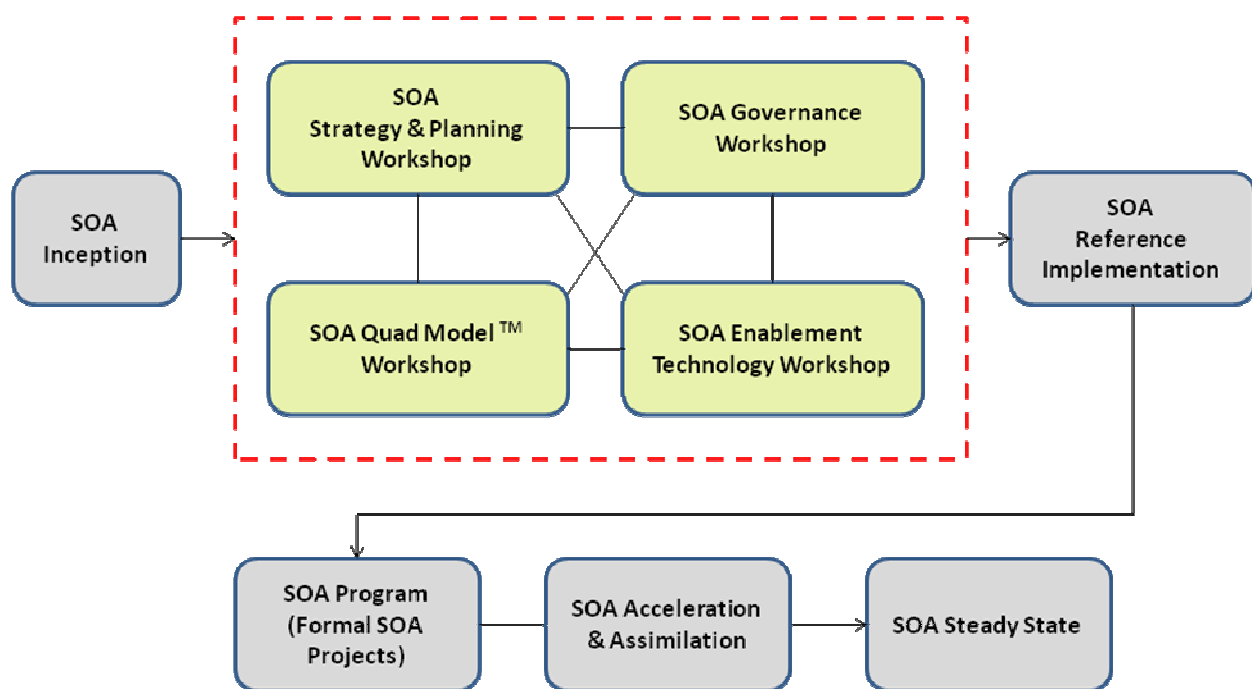 SOA
Strategy & Planning
Workshop
SOA Governance
Workshop
SOA
Inception
SOA
Reference
Implementation
SOA Quad Model ™
Workshop
SOA Enablement
Technology Workshop
SOA Program
(Formal SOA
Projects)
SOA Acceleration
& Assimilation
SOA Steady State